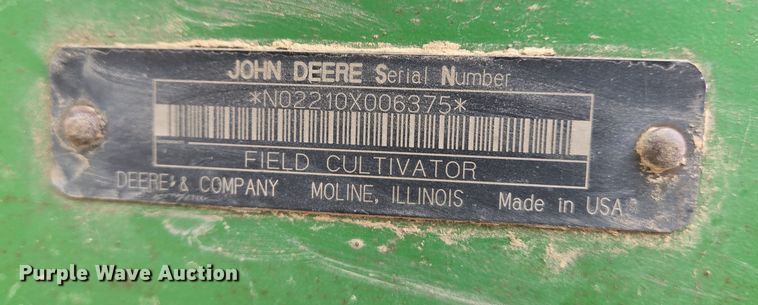 JOHN DEERE Serial Number
*N02210X006375*
FIELD CULTIVATOR
DEERE & COMPANY MOLINE, ILLINOIS Made in USA
Purple Wave Auction